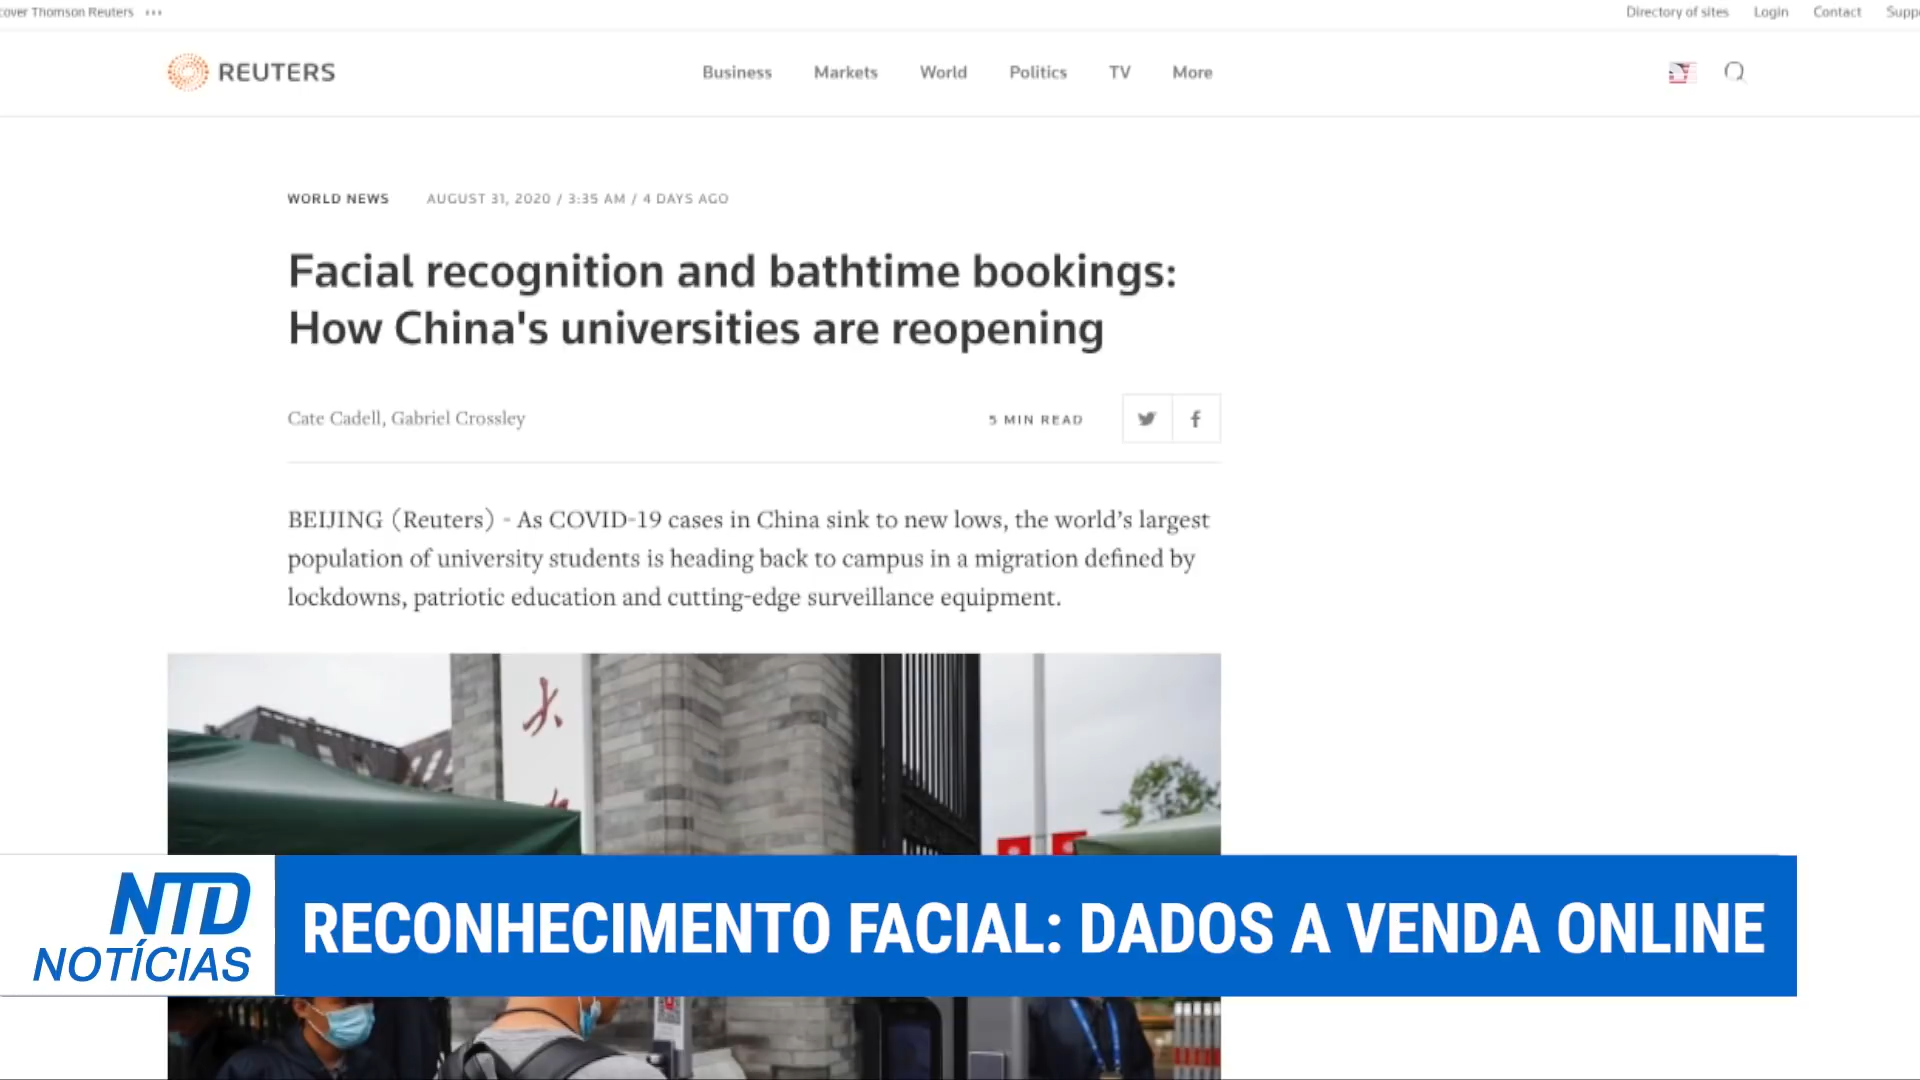 cover Thomson Reuters •••
Directory of sites Login Contact Supp
REUTERS
Business Markets World Politics TV More
WORLD NEWS AUGUST 31, 2020 / 3:35 AM / 4 DAYS AGO
Facial recognition and bathtime bookings:
How China's universities are reopening
Cate Cadell, Gabriel Crossley
5 MIN READ
BEIJING (Reuters) - As COVID-19 cases in China sink to new lows, the world’s largest
population of university students is heading back to campus in a migration defined by
lockdowns, patriotic education and cutting-edge surveillance equipment.
大
NTD
NOTÍCIAS
RECONHECIMENTO FACIAL: DADOS A VENDA ONLINE